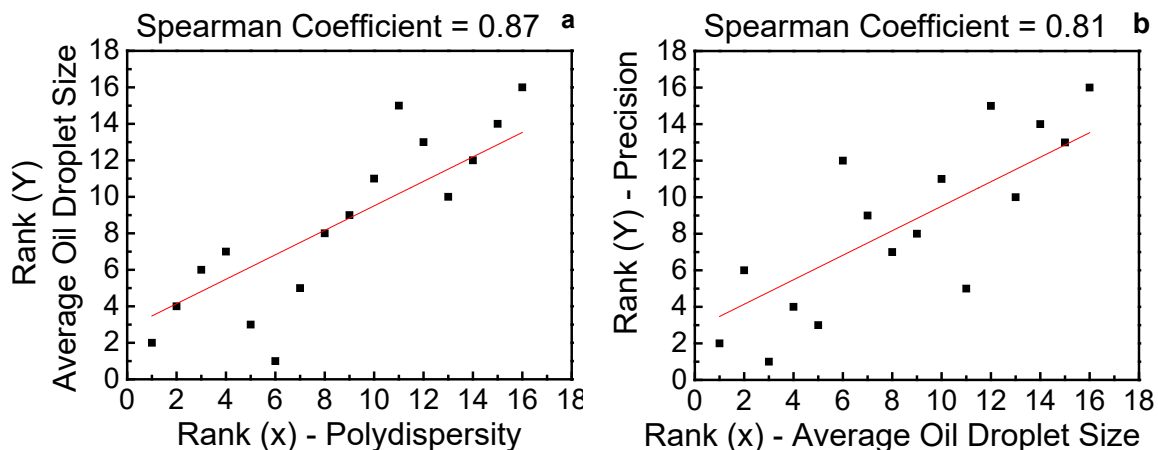 Spearman Coefficient = 0.87 a
Rank (Y)
Average Oil Droplet Size
18
16
14
12
10
8
6
4
2
0
0 2 4 6 8 10 12 14 16 18
Rank (x) - Polydispersity
Spearman Coefficient = 0.81 b
Rank (Y) - Precision
18
16
14
12
10
8
6
4
2
0
0 2 4 6 8 10 12 14 16 18
Rank (x) - Average Oil Droplet Size